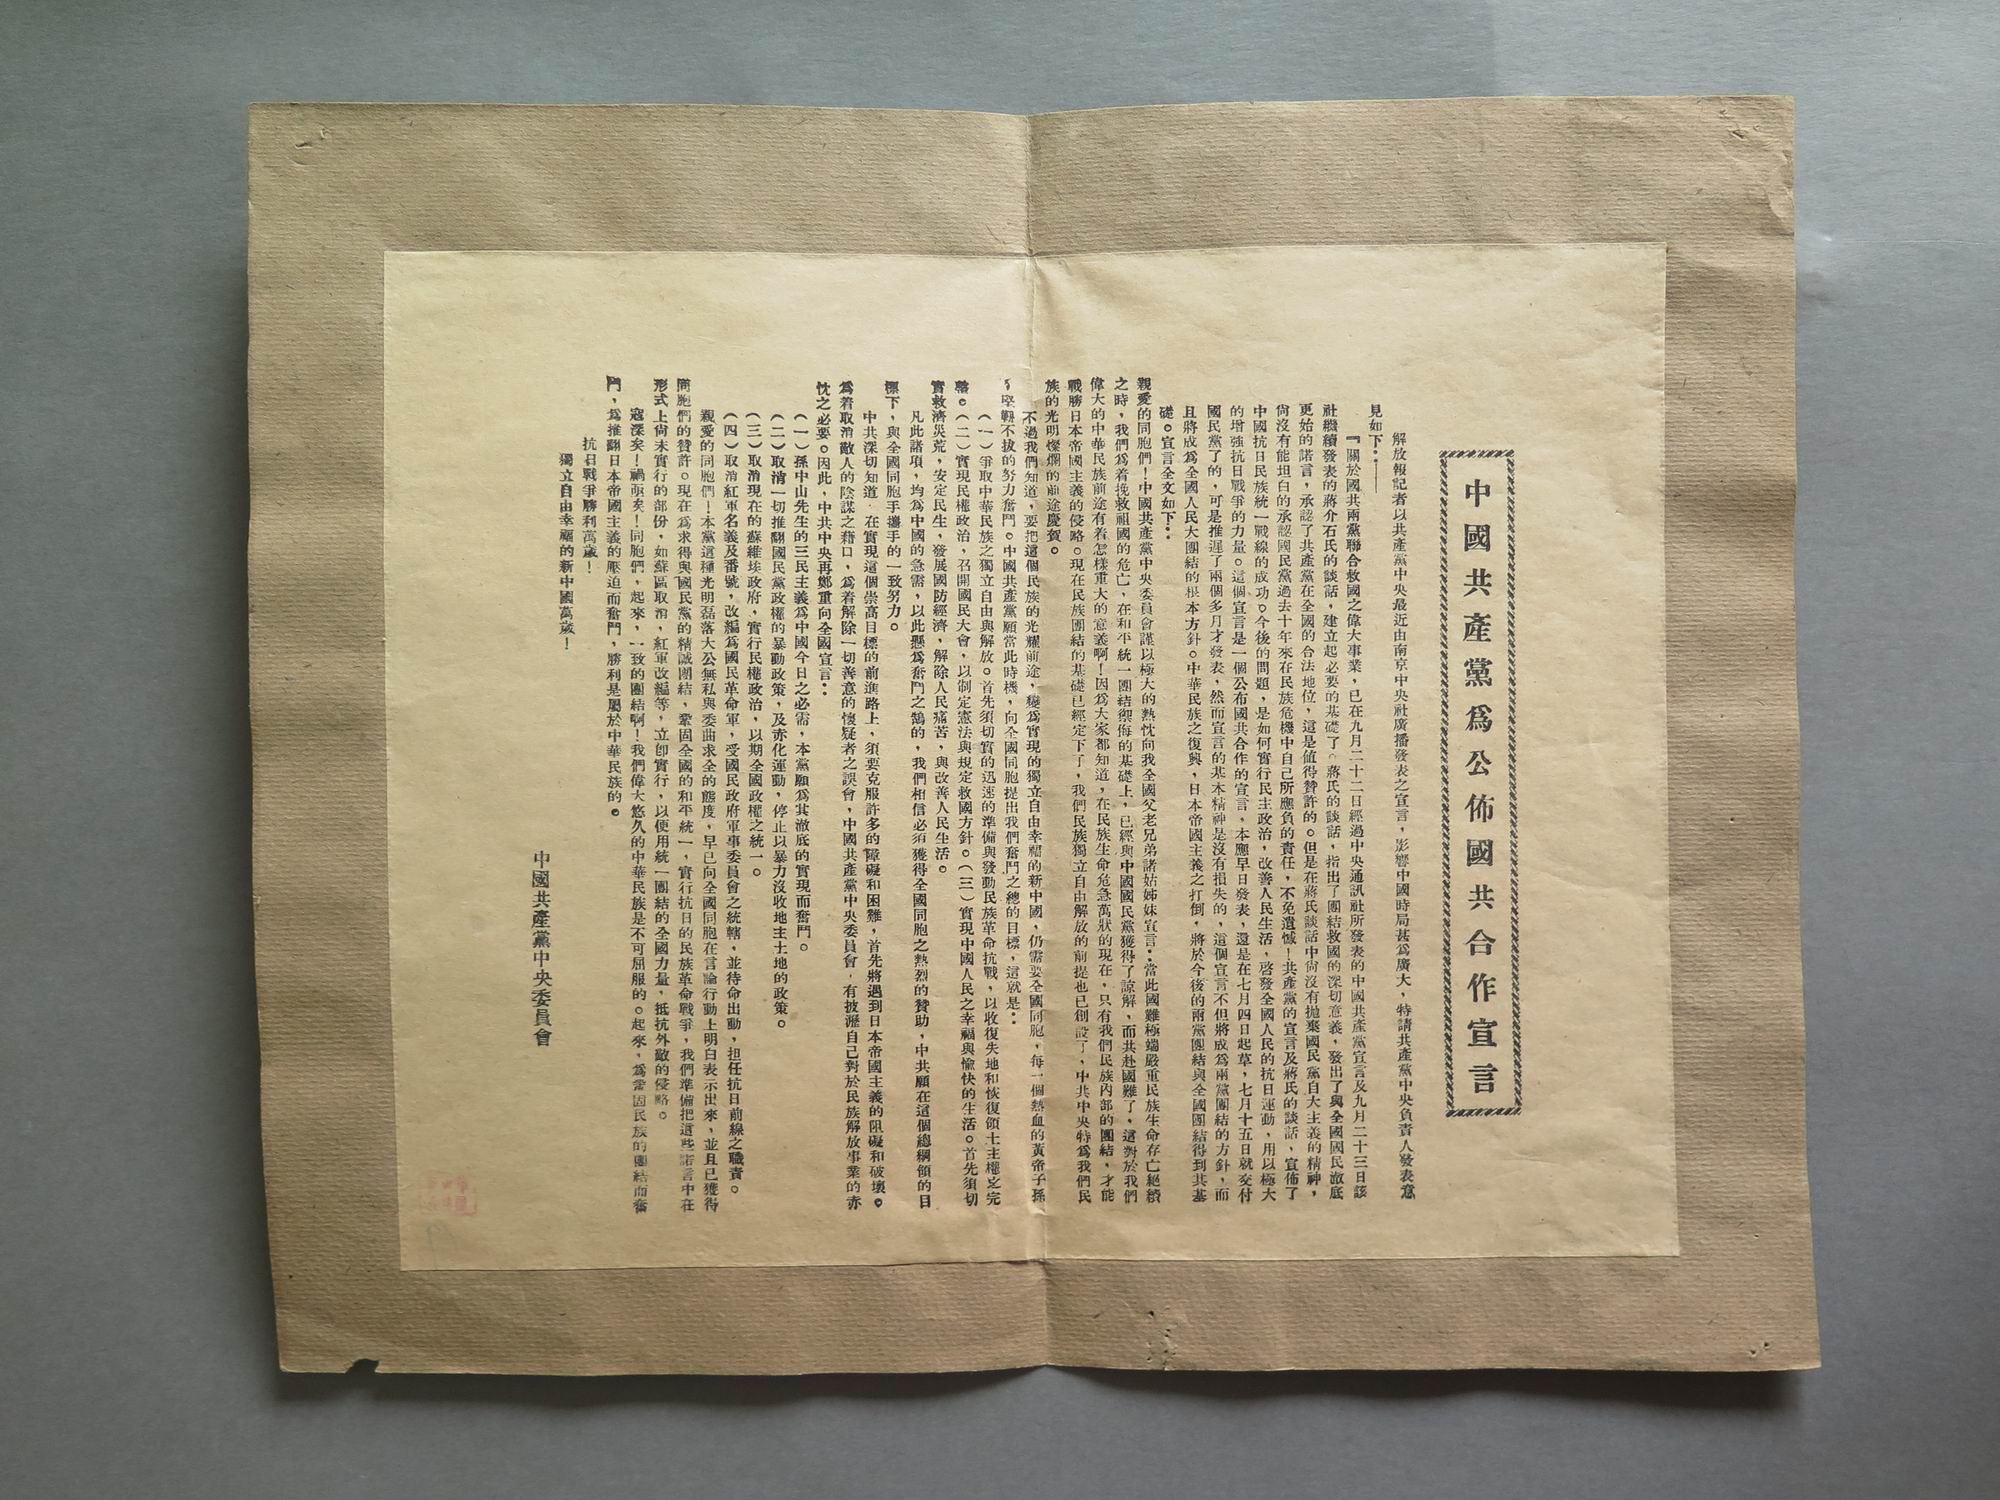 中國共產黨爲公佈國共合作宣言
解放報記者以共產黨中央最近由南京中央社廣播發表之宣言，影響中國時局甚爲廣大，特請共產黨中央負責人發表意
見如下：——
『關於國共兩黨聯合救國之偉大事業，已在九月二十二日經過中央通訊社所發表的中國共產黨宣言及九月二十三日該
社繼續發表的蔣介石氏的談話，建立起必要的基礎了。蔣氏的談話，指出了團結救國的深切意義，發出了與全國國民澈底
更始的諾言，承認了共產黨在全國的合法地位，這是値得贊許的。但是在蔣氏談話中尙沒有拋棄國民黨自大主義的精神，
尙沒有能坦白的承認國民黨過去十年來在民族危機中自己所應負的責任，不免遺憾！共產黨的宣言及蔣氏的談話，宣佈了
中國抗日民族統一戰線的成功。今後的問題，是如何實行民主政治，改善人民生活，啓發全國人民的抗日運動，用以極大
的增強抗日戰爭的力量。這個宣言是一個公布國共合作的宣言，本應早日發表，還是在七月四日起草，七月十五日就交付
國民黨了的，可是推遲了兩個多月才發表，然而宣言的基本精神是沒有損失的，這個宣言不但將成爲兩黨團結的方針，而
且將成爲全國人民大團結的根本方針。中華民族之復興，日本帝國主義之打倒，將於今後的兩黨團結與全國團結得到共基
礎。宣言全文如下：
親愛的同胞們！中國共產黨中央委員會謹以極大的熱忱向我全國父老兄弟諸姑姊妹宣言：當此國難極端嚴重民族生命存亡絕續
之時，我們爲着挽救祖國的危亡，在和平統一團結禦侮的基礎上，已經與中國國民黨獲得了諒解，而共赴國難了，這對於我們
偉大的中華民族前途有着怎樣重大的意義啊！因爲大家都知道，在民族生命危急萬狀的現在，只有我們民族內部的團結，才能
戰勝日本帝國主義的侵略。現在民族團結的基礎已經定下了，我們民族獨立自由解放的前提也已創設了，中共中央特爲我們民
族的光明燦爛的前途慶賀。
不過我們知道，要把這個民族的光耀前途，變爲實現的獨立自由幸福的新中國，仍需要全國同胞，每一個熱血的黃帝子孫
，堅韌不拔的努力奮鬥。中國共產黨願當此時機，向全國同胞提出我們奮鬥之總的目標，這就是：
（一）爭取中華民族之獨立自由與解放。首先須切實的迅速的準備與發動民族革命抗戰，以收復失地和恢復領土主權之完
整。（二）實現民權政治，召開國民大會，以制定憲法與規定救國方針。（三）實現中國人民之幸福與愉快的生活。首先須切
實救濟災荒，安定民生，發展國防經濟，解除人民痛苦，與改善人民生活。
凡此諸項，均爲中國的急需，以此懸爲奮鬥之鵠的，我們相信必須獲得全國同胞之熱烈的贊助，中共願在這個總綱領的目
標下，與全國同胞手攜手的一致努力。
中共深切知道，在實現這個崇高目標的前進路上，須要克服許多的障礙和困難，首先將遇到日本帝國主義的阻礙和破壞。
爲着取消敵人的陰謀之藉口，爲着解除一切善意的懷疑者之誤會，中國共產黨中央委員會，有披瀝自己對於民族解放事業的赤
忱之必要。因此，中共中央再鄭重向全國宣言：
（一）孫中山先生的三民主義爲中國今日之必需，本黨願爲其澈底的實現而奮鬥。
（二）取消一切推翻國民黨政權的暴動政策，及赤化運動，停止以暴力沒收地主土地的政策。
（三）取消現在的蘇維埃政府，實行民權政治，以期全國政權之統一。
（四）取消紅軍名義及番號，改編爲國民革命軍，受國民政府軍事委員會之統轄，並待命出動，担任抗日前線之職責。
親愛的同胞們！本黨這種光明磊落大公無私與委曲求全的態度，早已向全國同胞在言論行動上明白表示出來，並且已獲得
同胞們的贊許。現在爲求得與國民黨的精誠團結，鞏固全國的和平統一，實行抗日的民族革命戰爭，我們準備把這些諾言中在
形式上尙未實行的部份，如蘇區取消，紅軍改編等，立卽實行，以便用統一團結的全國力量，抵抗外敵的侵略。
寇深矣！禍亟矣！同胞們，起來，一致的團結啊！我們偉大悠久的中華民族是不可屈服的。起來，爲鞏固民族的團結而奮
鬥，爲推翻日本帝國主義的壓迫而奮鬥，勝利是屬於中華民族的。
抗日戰爭勝利萬歲！
獨立自由幸福的新中國萬歲！
中國共產黨中央委員會